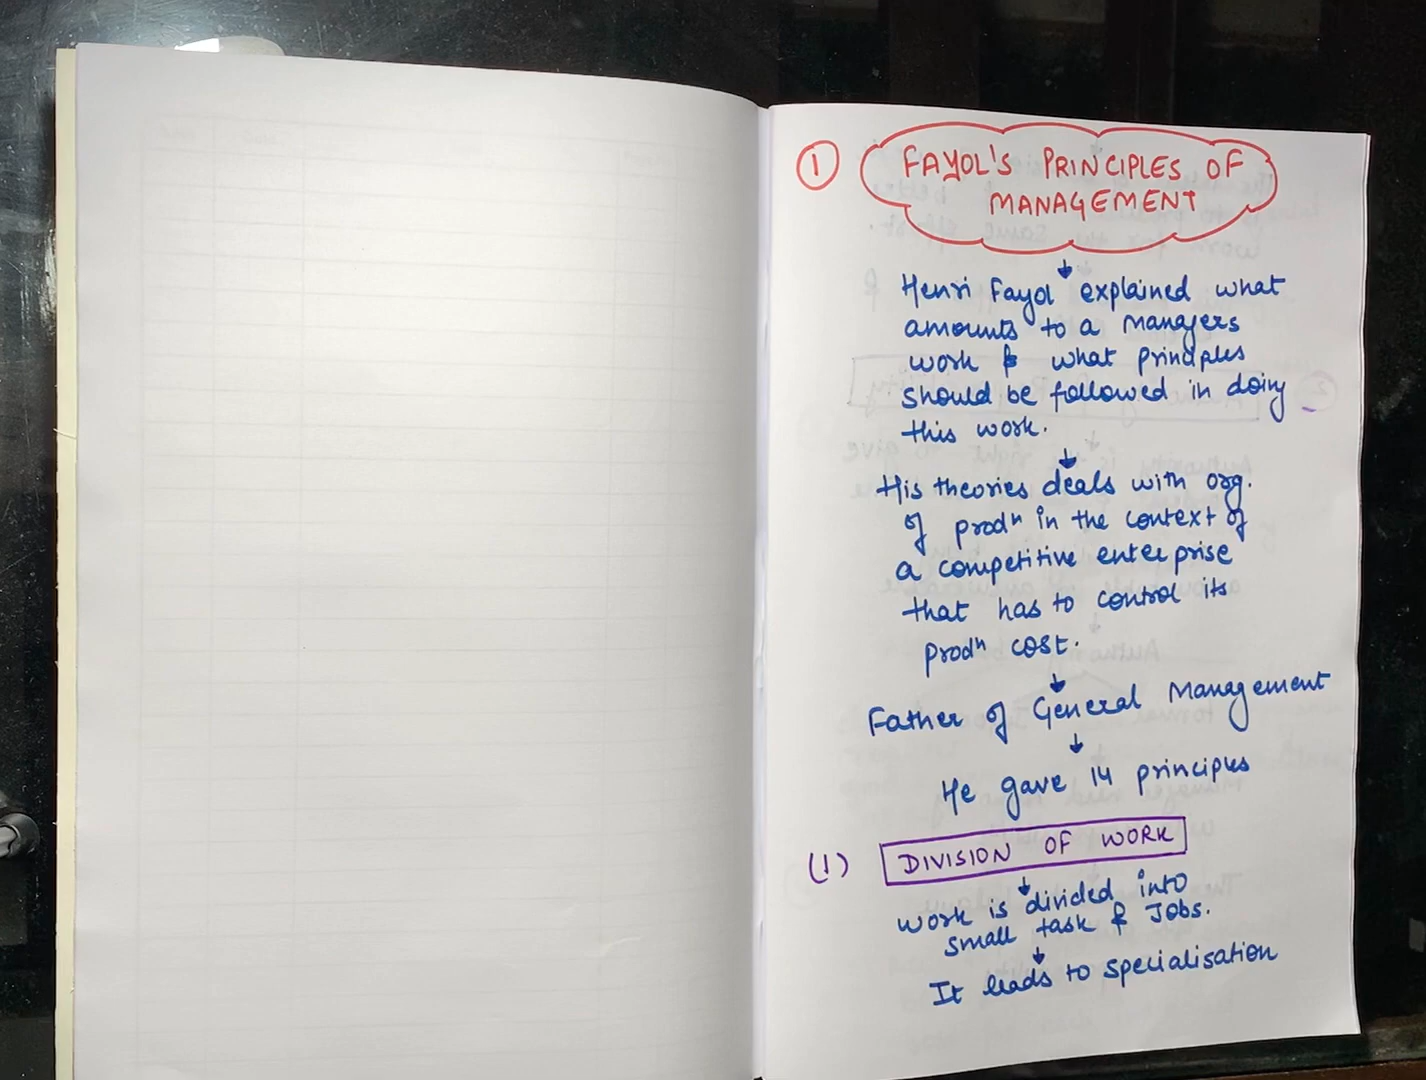 1 FAYOL'S PRINCIPLES OF
MANAGEMENT
Henri Fayol explained what
amounts to a managers
work & what principles
should be followed in doing
this work.
His theories deals with org.
of prodⁿ in the context of
a competitive enterprise
that has to control its
prodⁿ cost.
Father of General Management
He gave 14 principles
(1) DIVISION OF WORK
work is divided into
small task & Jobs.
It leads to specialisation